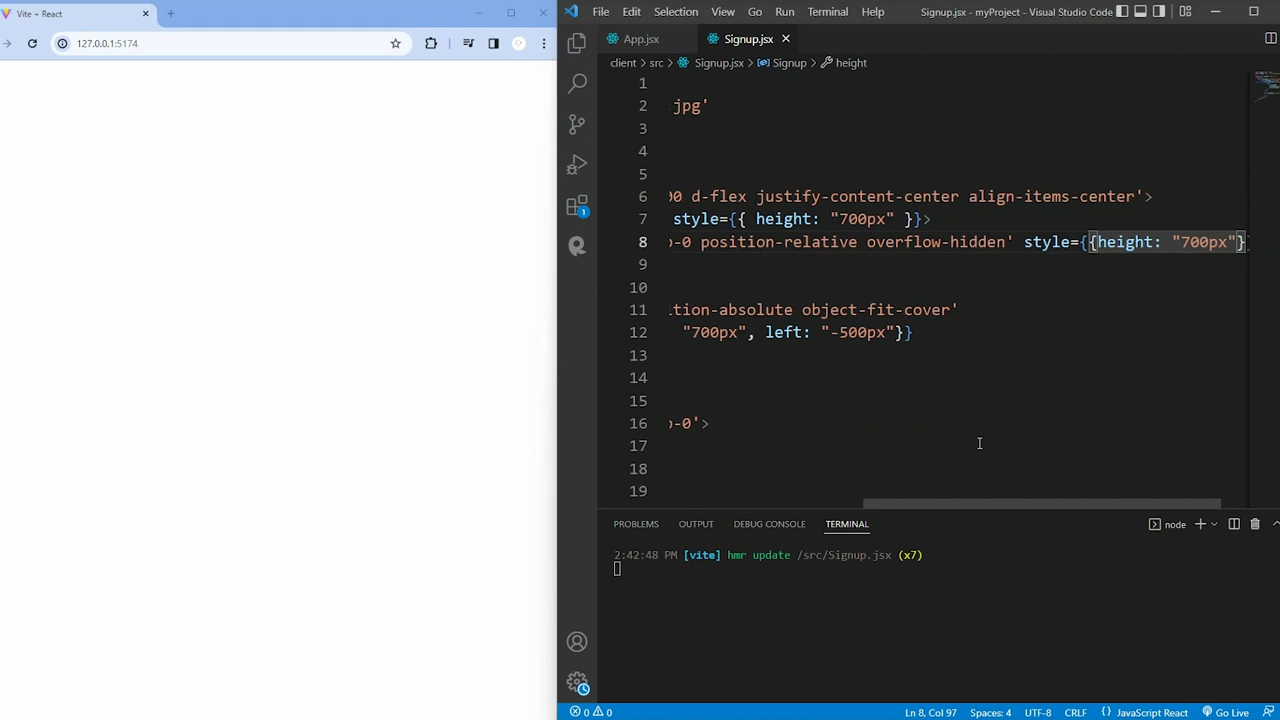 Vite + React
127.0.0.1:5174
File Edit Selection View Go Run Terminal Help
Signup.jsx - myProject - Visual Studio Code
App.jsx
Signup.jsx
client > src > Signup.jsx > Signup > height
1
2 .jpg'
3
4
5
6 00 d-flex justify-content-center align-items-center'>
7 style={{ height: "700px" }}>
8 p-0 position-relative overflow-hidden' style={{height: "700px"}
9
10
11 ition-absolute object-fit-cover'
12 "700px", left: "-500px"}}
13
14
15
16 p-0'>
17
18
19
PROBLEMS OUTPUT DEBUG CONSOLE TERMINAL
node
2:42:48 PM [vite] hmr update /src/Signup.jsx (x7)
1
0 0
Ln 8, Col 97
Spaces: 4
UTF-8
CRLF
{} JavaScript React
Go Live